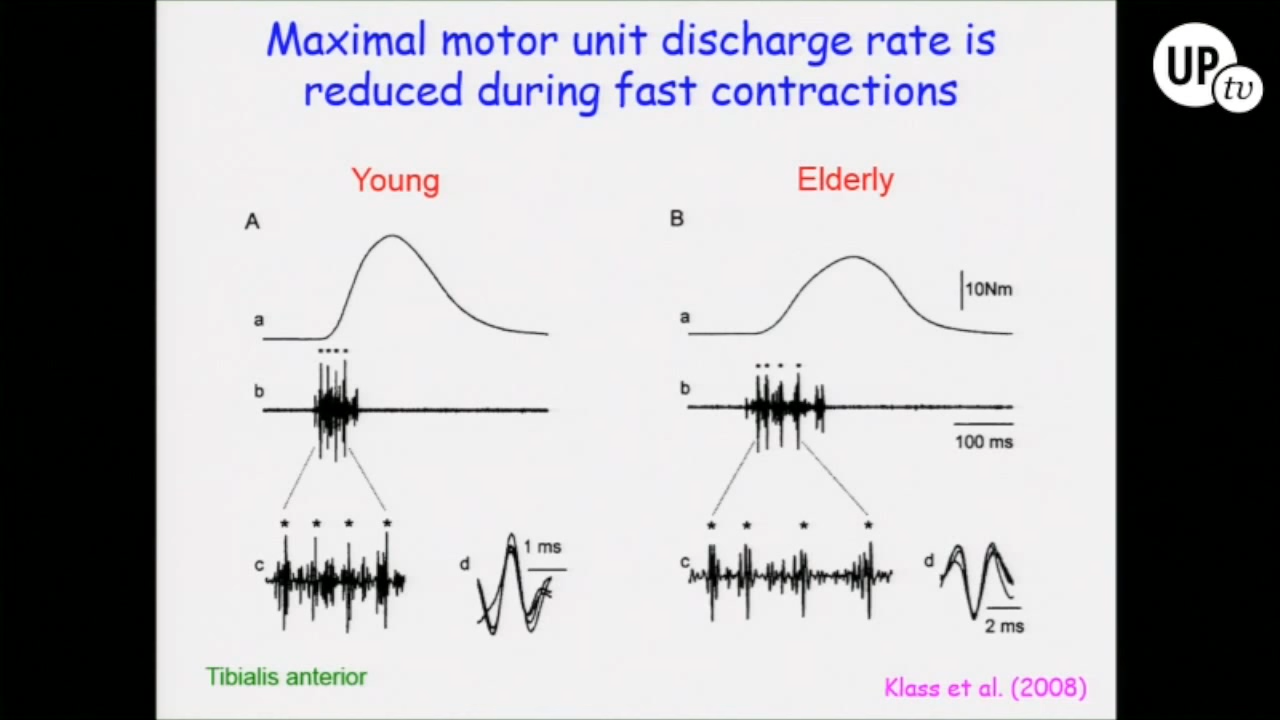 Maximal motor unit discharge rate is
reduced during fast contractions
UP
tv
Young
Elderly
A
B
a
a
10Nm
b
b
100 ms
* * * *
* * * *
c
d
1 ms
c
d
2 ms
Tibialis anterior
Klass et al. (2008)